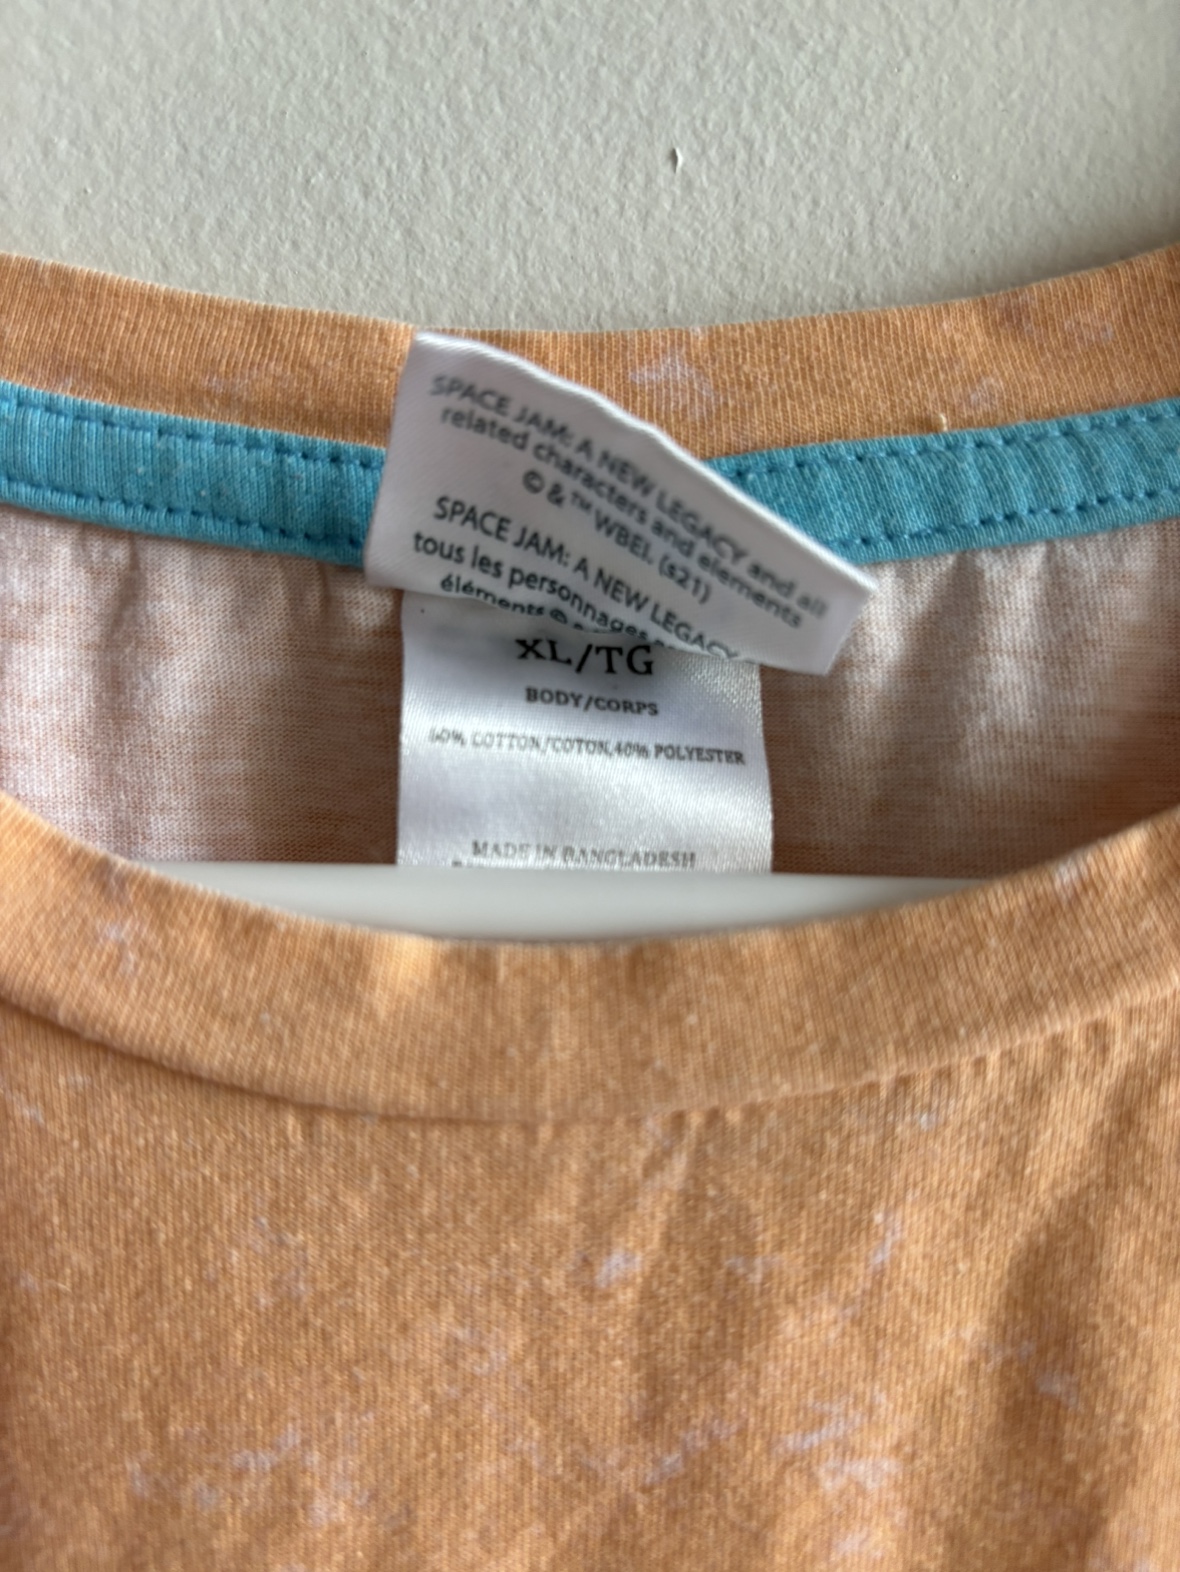 SPACE JAM: A NEW LEGACY and all
related characters and elements
© & ™ WBEI. (s21)
SPACE JAM: A NEW LEGACY
tous les personnages
éléments ©
XL/TG
BODY/CORPS
60% COTTON/COTON, 40% POLYESTER
MADE IN BANGLADESH